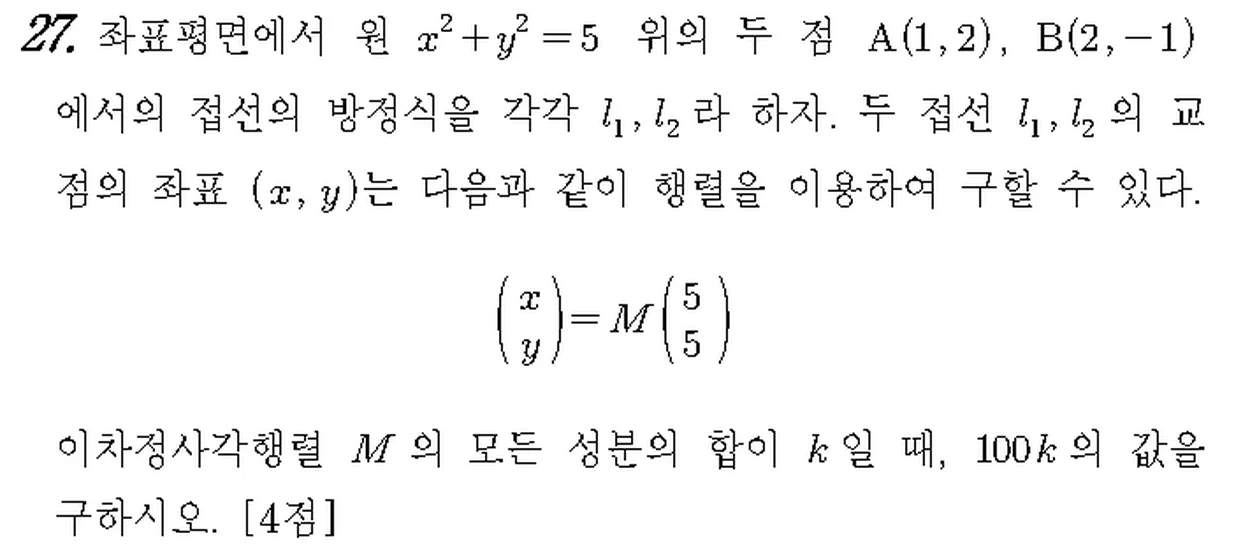 27. 좌표평면에서 원 x²+y²=5 위의 두 점 A(1, 2), B(2, −1)
에서의 접선의 방정식을 각각 l₁, l₂라 하자. 두 접선 l₁, l₂의 교
점의 좌표 (x, y)는 다음과 같이 행렬을 이용하여 구할 수 있다.
(x y) = M (5 5)
이차정사각행렬 M의 모든 성분의 합이 k일 때, 100k의 값을
구하시오. [4점]